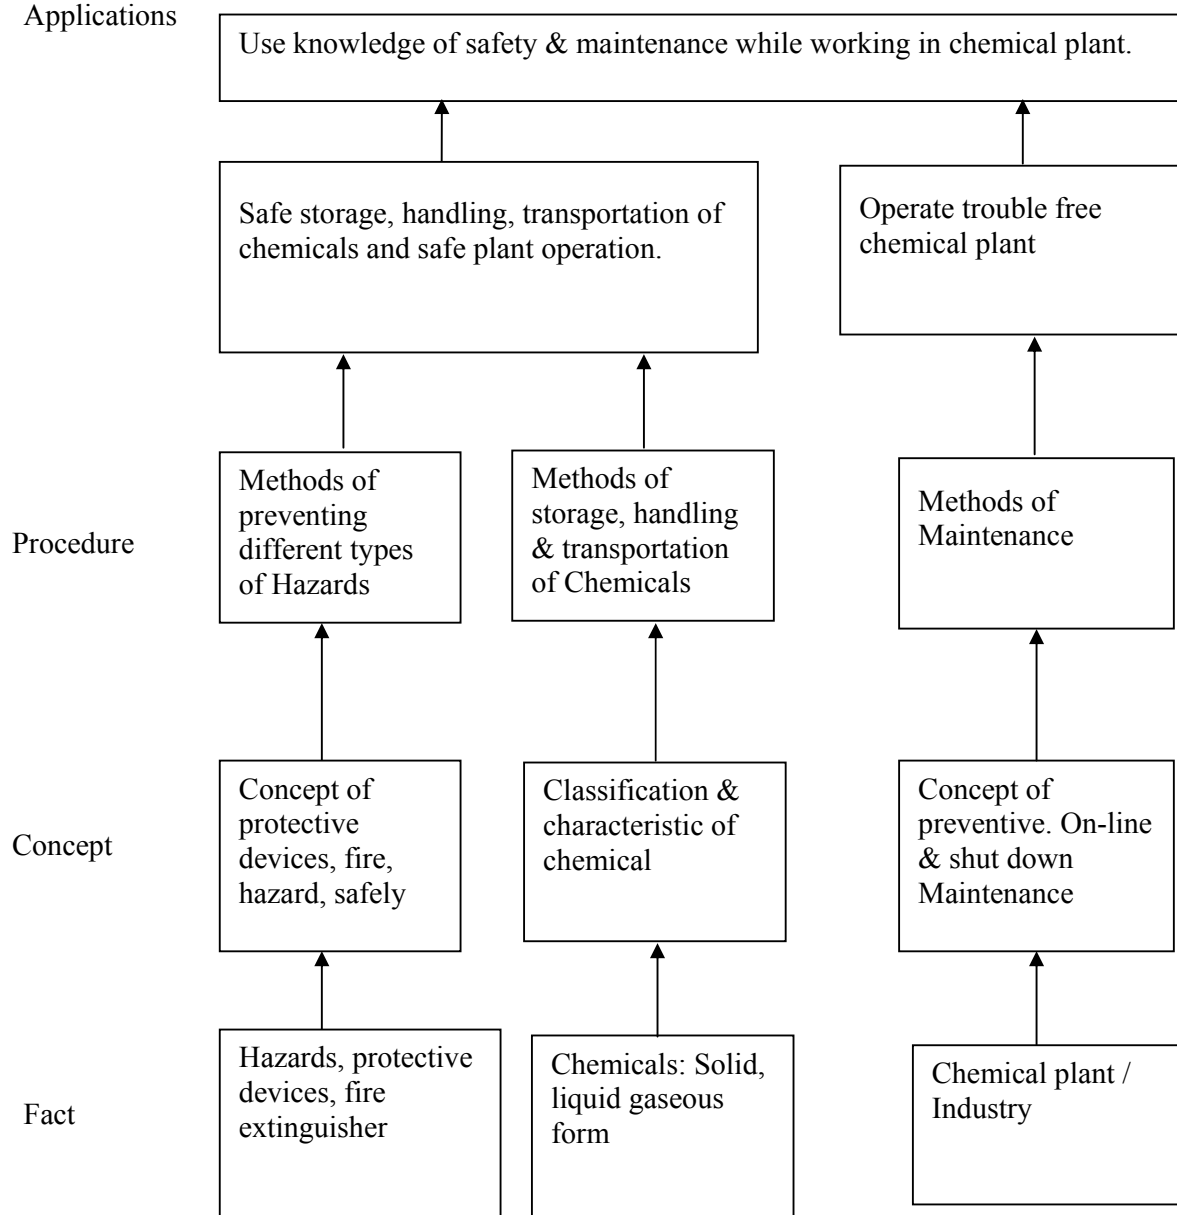 Applications
Use knowledge of safety & maintenance while working in chemical plant.
Safe storage, handling, transportation of
chemicals and safe plant operation.
Operate trouble free
chemical plant
Procedure
Methods of
preventing
different types
of Hazards
Methods of
storage, handling
& transportation
of Chemicals
Methods of
Maintenance
Concept
Concept of
protective
devices, fire,
hazard, safely
Classification &
characteristic of
chemical
Concept of
preventive. On-line
& shut down
Maintenance
Fact
Hazards, protective
devices, fire
extinguisher
Chemicals: Solid,
liquid gaseous
form
Chemical plant /
Industry